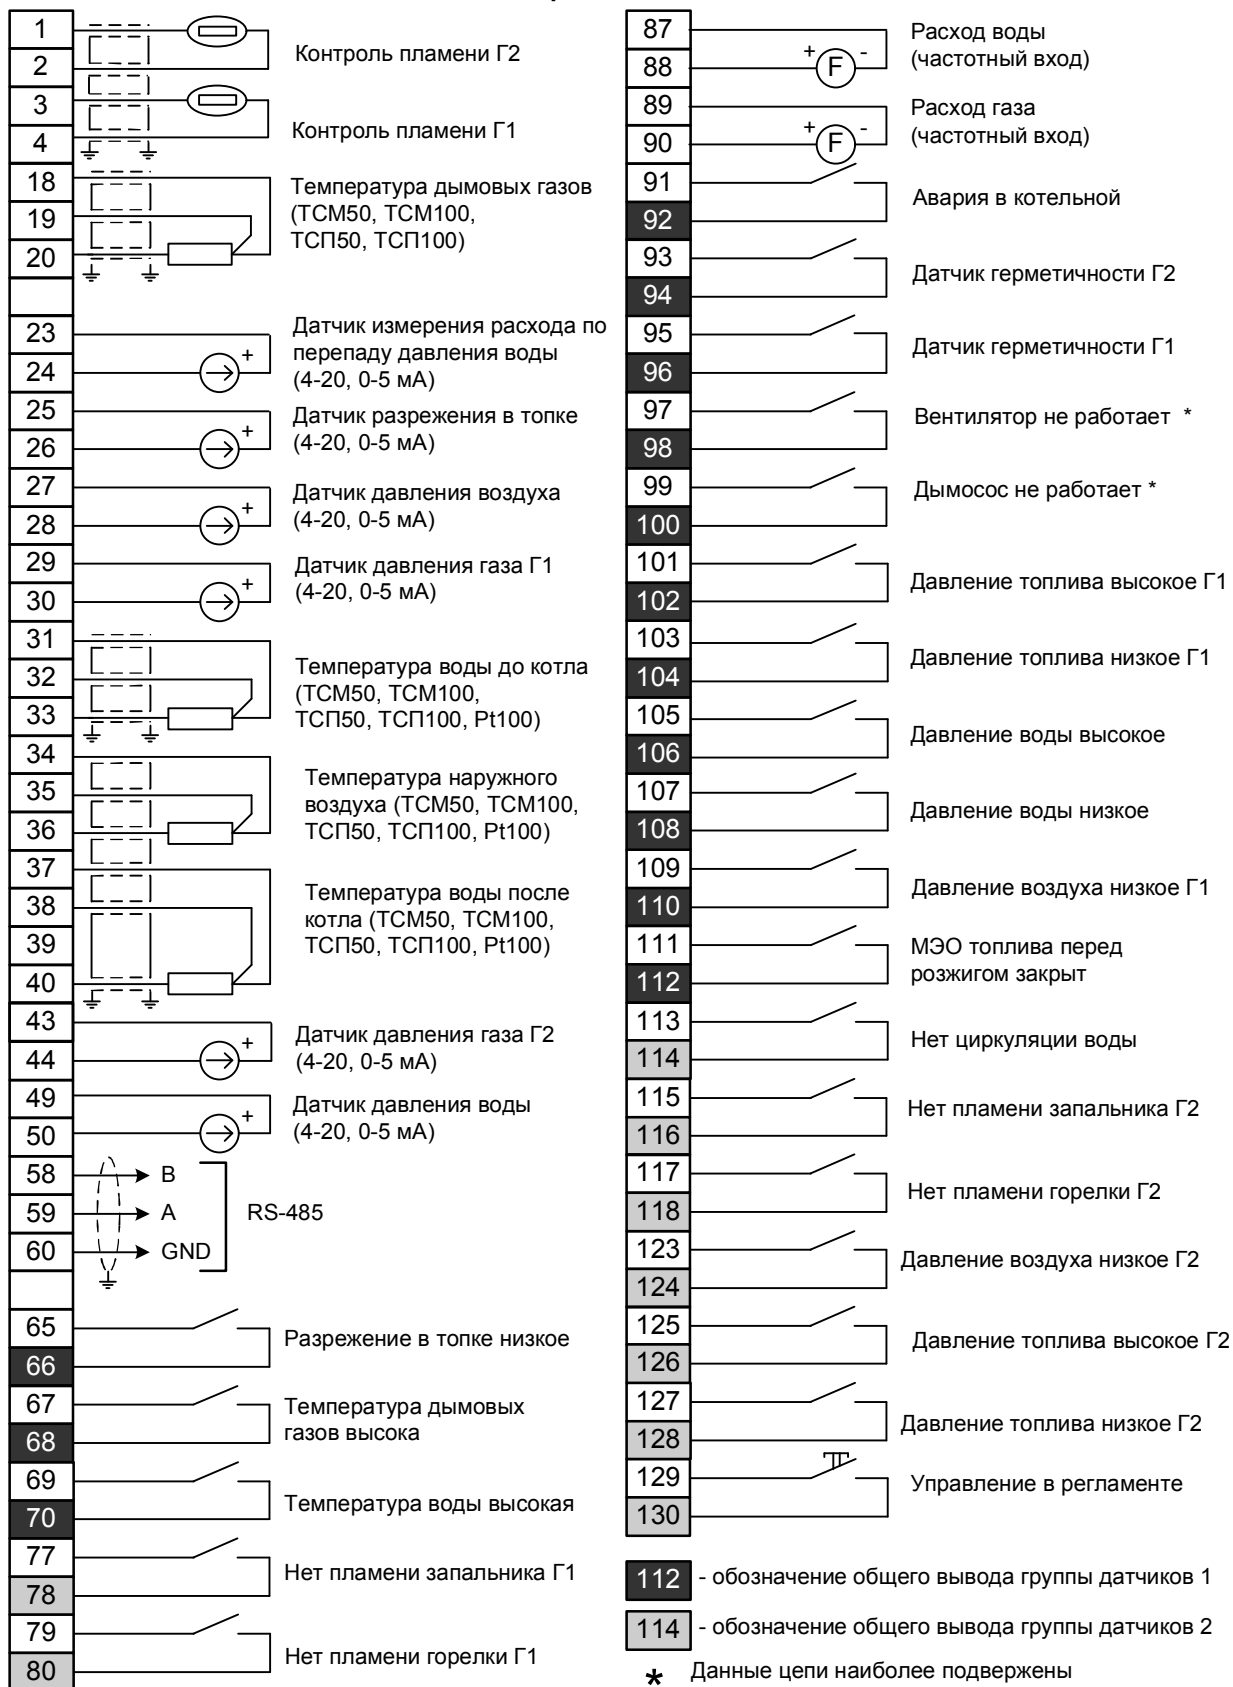 1
2
Контроль пламени Г2
3
4
Контроль пламени Г1
18
19
20
Температура дымовых газов
(ТСМ50, ТСМ100,
ТСП50, ТСП100)
23
24
+
Датчик измерения расхода по
перепаду давления воды
(4-20, 0-5 мА)
25
26
+
Датчик разрежения в топке
(4-20, 0-5 мА)
27
28
+
Датчик давления воздуха
(4-20, 0-5 мА)
29
30
+
Датчик давления газа Г1
(4-20, 0-5 мА)
31
32
33
Температура воды до котла
(ТСМ50, ТСМ100,
ТСП50, ТСП100, Pt100)
34
35
36
Температура наружного
воздуха (ТСМ50, ТСМ100,
ТСП50, ТСП100, Pt100)
37
38
39
40
Температура воды после
котла (ТСМ50, ТСМ100,
ТСП50, ТСП100, Pt100)
43
44
+
Датчик давления газа Г2
(4-20, 0-5 мА)
49
50
+
Датчик давления воды
(4-20, 0-5 мА)
58 B
59 A RS-485
60 GND
65
66
Разрежение в топке низкое
67
68
Температура дымовых
газов высока
69
70
Температура воды высокая
77
78
Нет пламени запальника Г1
79
80
Нет пламени горелки Г1
87
88
+ F -
Расход воды
(частотный вход)
89
90
+ F -
Расход газа
(частотный вход)
91
92
Авария в котельной
93
94
Датчик герметичности Г2
95
96
Датчик герметичности Г1
97
98
Вентилятор не работает *
99
100
Дымосос не работает *
101
102
Давление топлива высокое Г1
103
104
Давление топлива низкое Г1
105
106
Давление воды высокое
107
108
Давление воды низкое
109
110
Давление воздуха низкое Г1
111
112
МЭО топлива перед
розжигом закрыт
113
114
Нет циркуляции воды
115
116
Нет пламени запальника Г2
117
118
Нет пламени горелки Г2
123
124
Давление воздуха низкое Г2
125
126
Давление топлива высокое Г2
127
128
Давление топлива низкое Г2
129
130
Управление в регламенте
112 - обозначение общего вывода группы датчиков 1
114 - обозначение общего вывода группы датчиков 2
* Данные цепи наиболее подвержены